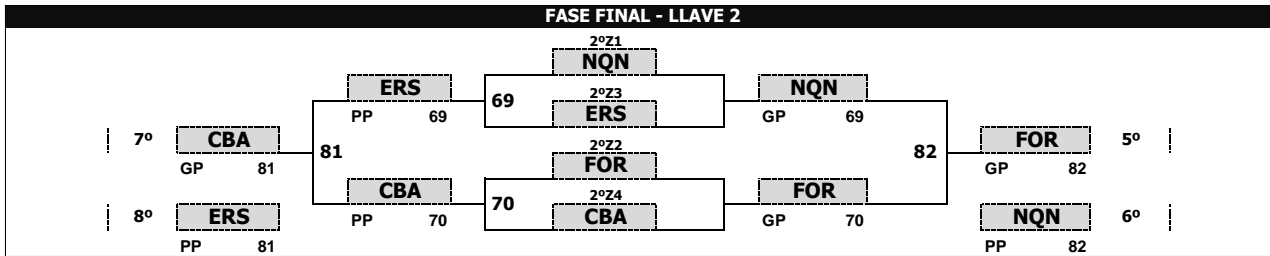 FASE FINAL - LLAVE 2
2ºZ1
NQN
ERS 69 2ºZ3 NQN
PP 69 ERS GP 69
7º CBA 81 2ºZ2 82 FOR 5º
GP 81 FOR GP 82
CBA 70 2ºZ4 FOR
PP 70 CBA GP 70
8º ERS NQN 6º
PP 81 PP 82